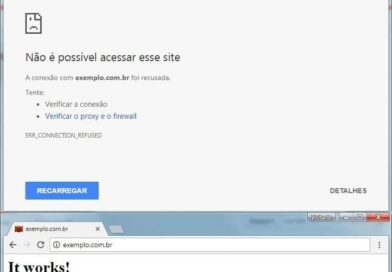 Não é possível acessar esse site
A conexão com exemplo.com.br foi recusada.
Tente:
Verificar a conexão
Verificar o proxy e o firewall
ERR_CONNECTION_REFUSED
RECARREGAR
DETALHES
exemplo.com.br
exemplo.com.br
It works!